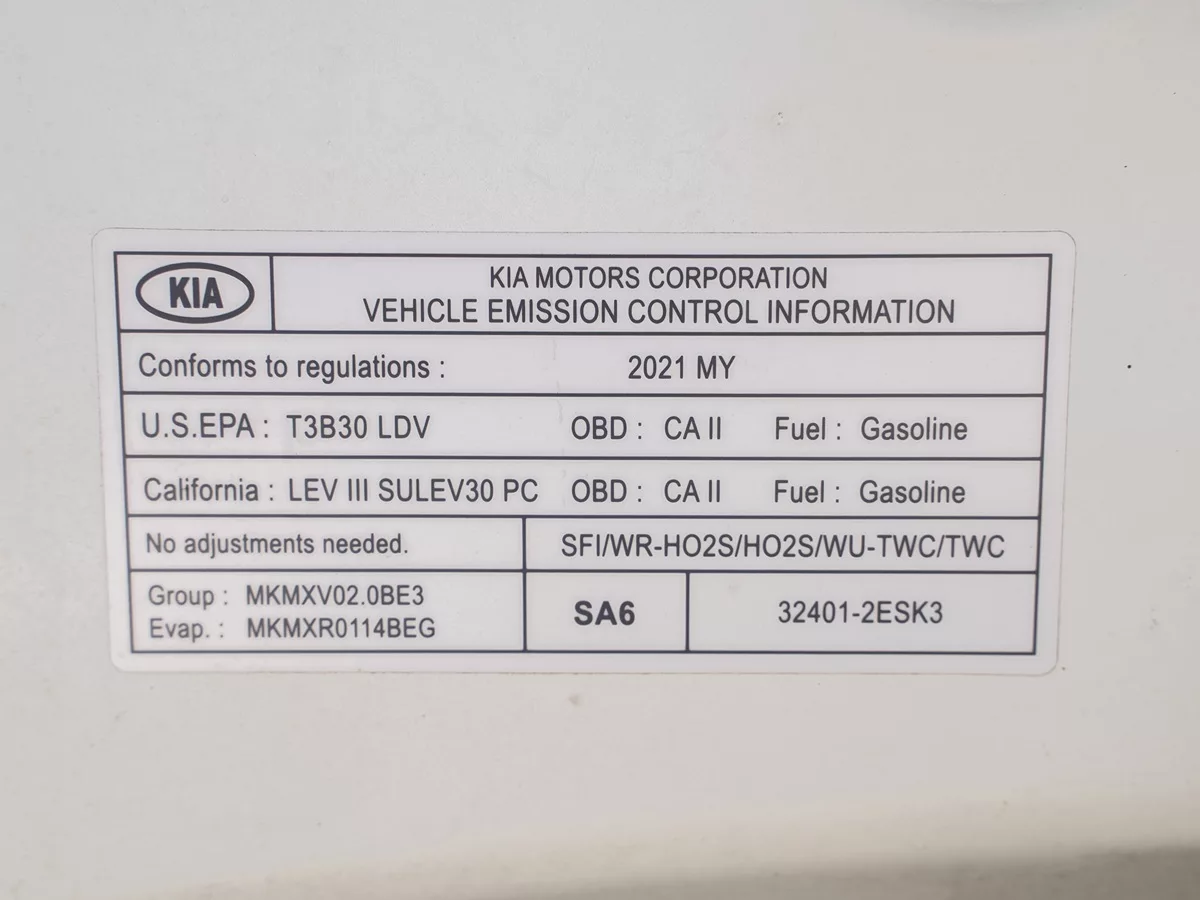 KIA
KIA MOTORS CORPORATION
VEHICLE EMISSION CONTROL INFORMATION
Conforms to regulations : 2021 MY
U.S.EPA : T3B30 LDV OBD : CA II Fuel : Gasoline
California : LEV III SULEV30 PC OBD : CA II Fuel : Gasoline
No adjustments needed. SFI/WR-HO2S/HO2S/WU-TWC/TWC
Group : MKMXV02.0BE3
Evap. : MKMXR0114BEG
SA6
32401-2ESK3